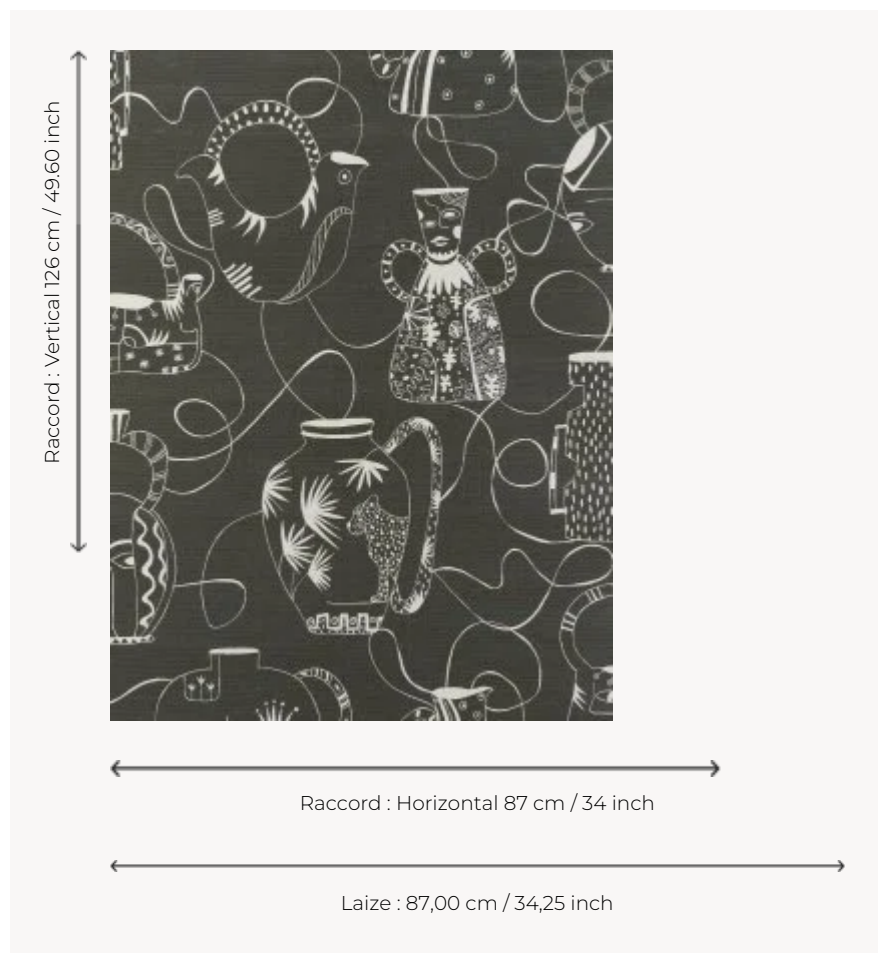 Raccord : Vertical 126 cm / 49.60 inch
Raccord : Horizontal 87 cm / 34 inch
Laize : 87,00 cm / 34,25 inch